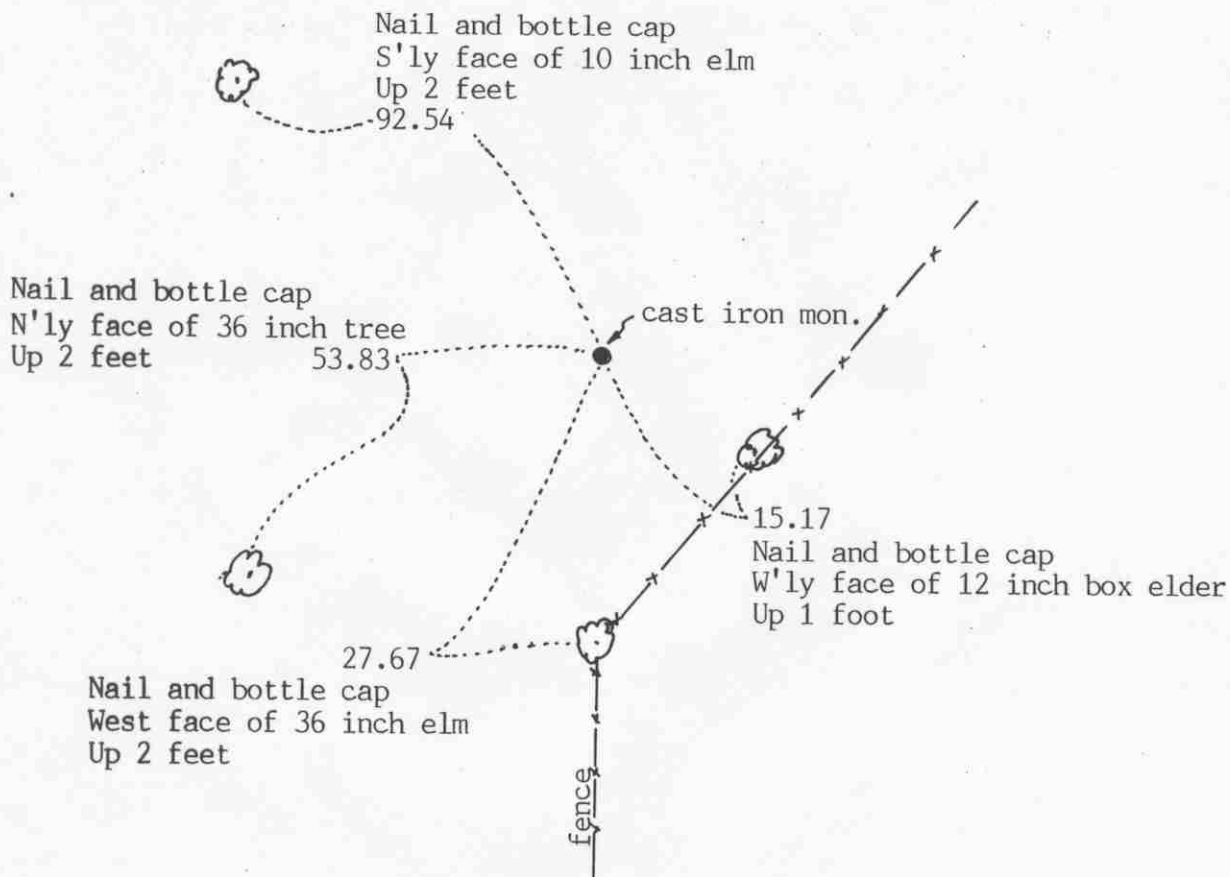 Nail and bottle cap
S'ly face of 10 inch elm
Up 2 feet
92.54
cast iron mon.
Nail and bottle cap
N'ly face of 36 inch tree
Up 2 feet 53.83
15.17
Nail and bottle cap
W'ly face of 12 inch box elder
Up 1 foot
27.67
Nail and bottle cap
West face of 36 inch elm
Up 2 feet
fence